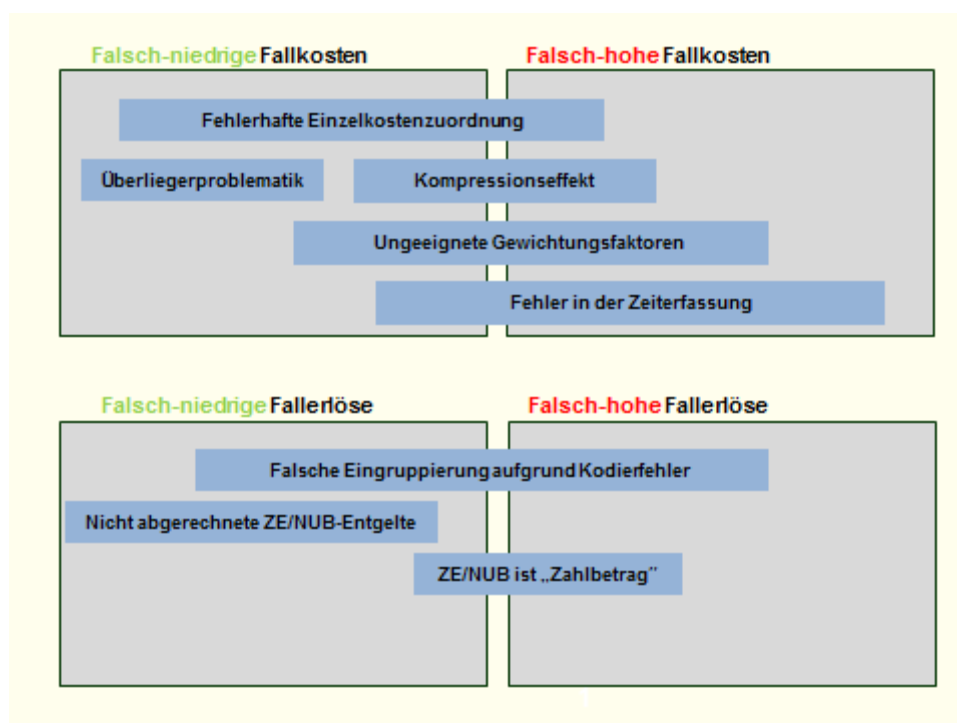 Falsch-niedrige Fallkosten
Falsch-hohe Fallkosten
Fehlerhafte Einzelkostenzuordnung
Überliegerproblematik
Kompressionseffekt
Ungeeignete Gewichtungsfaktoren
Fehler in der Zeiterfassung
Falsch-niedrige Fallerlöse
Falsch-hohe Fallerlöse
Falsche Eingruppierung aufgrund Kodierfehler
Nicht abgerechnete ZE/NUB-Entgelte
ZE/NUB ist „Zahlbetrag"